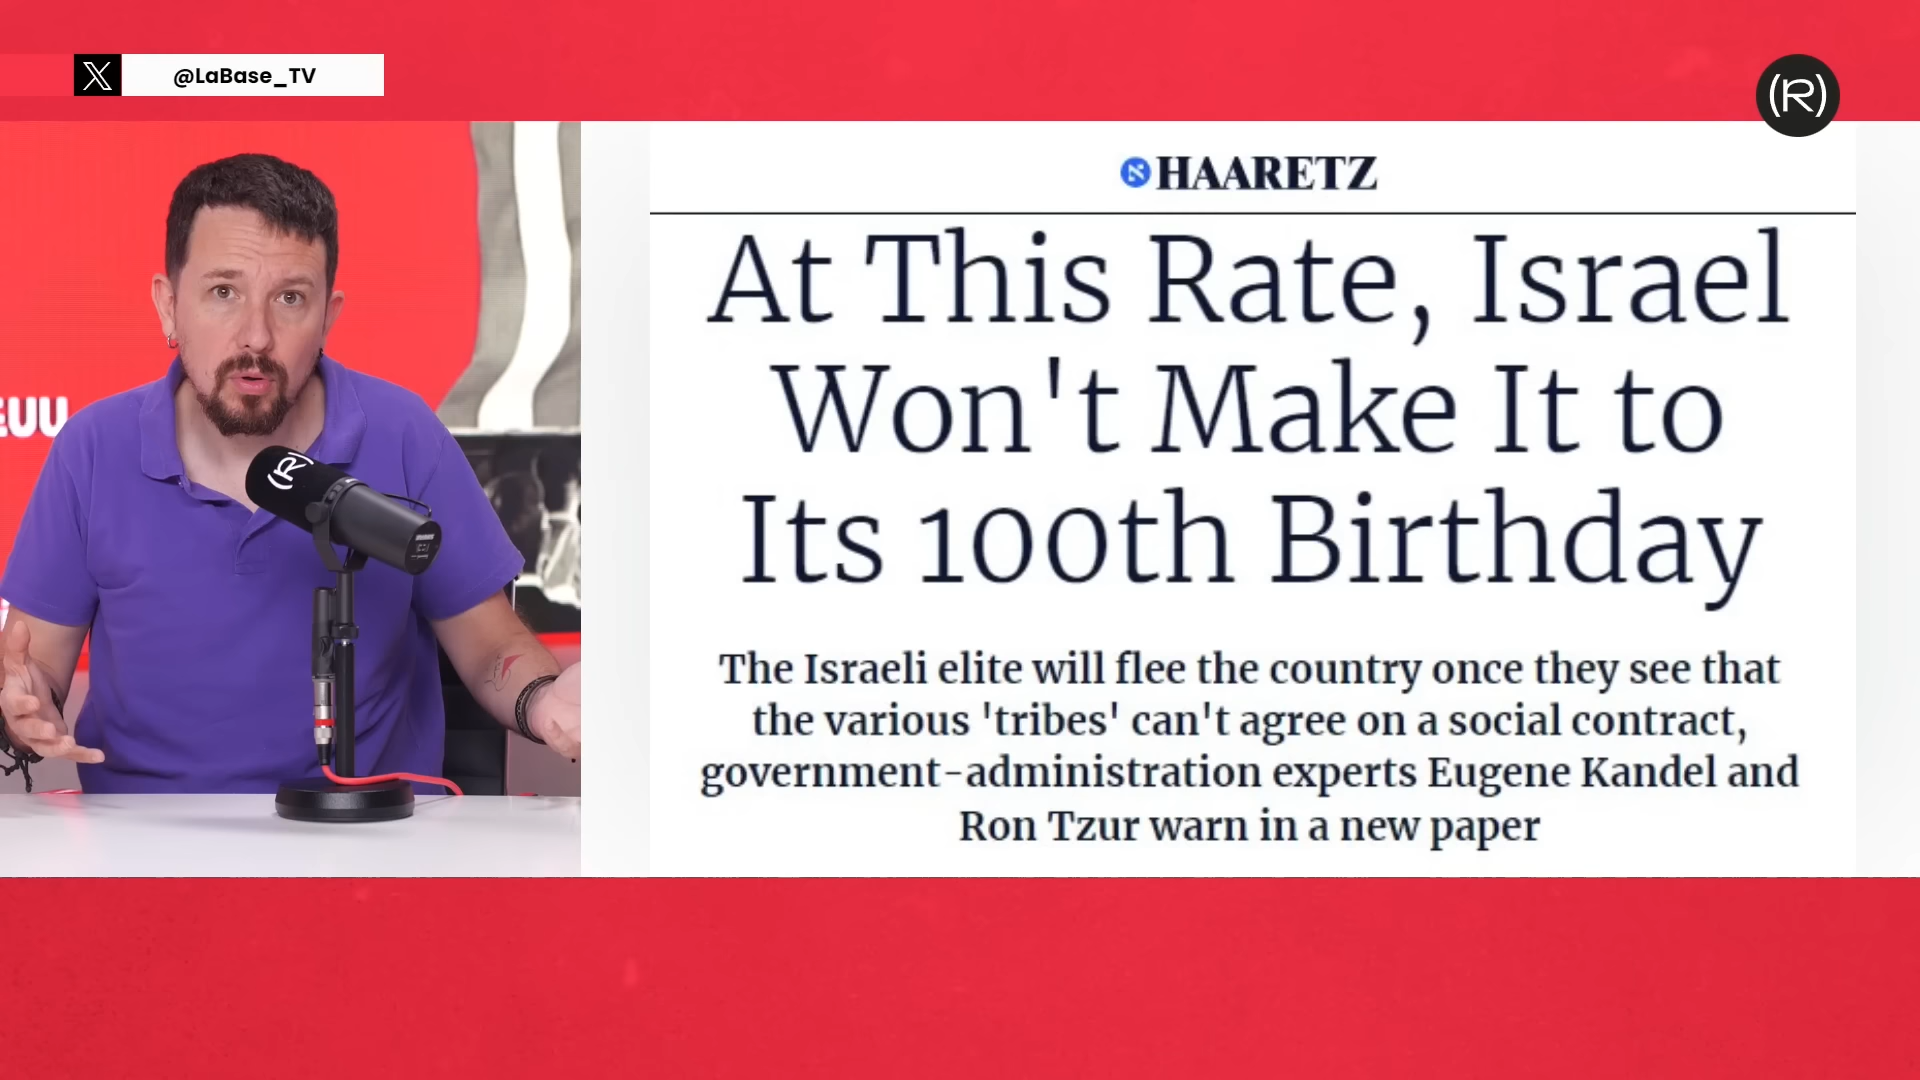 @LaBase_TV
(R)
EUU
(R)
HAARETZ
At This Rate, Israel
Won't Make It to
Its 100th Birthday
The Israeli elite will flee the country once they see that
the various 'tribes' can't agree on a social contract,
government-administration experts Eugene Kandel and
Ron Tzur warn in a new paper